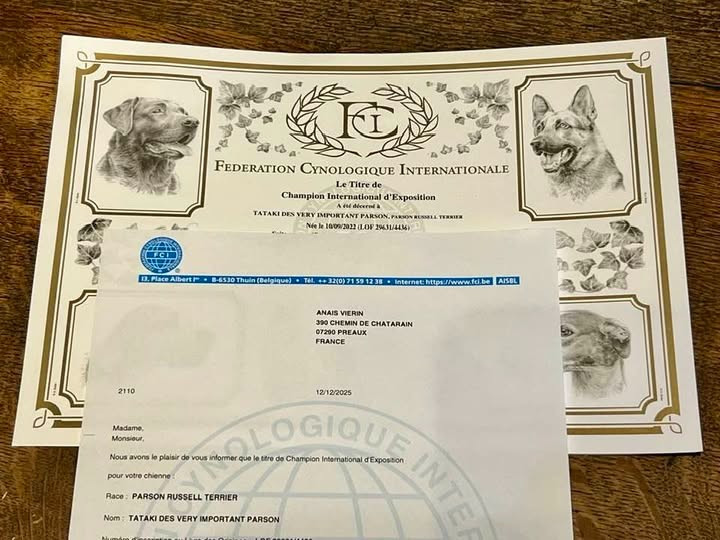 FCI
FEDERATION CYNOLOGIQUE INTERNATIONALE
Le Titre de
Champion International d'Exposition
A été décerné à
TATAKI DES VERY IMPORTANT PARSON, PARSON RUSSELL TERRIER
Née le 10/09/2022 (LOF 29631/4436)
FCI
13, Place Albert 1er • B-6530 Thuin (Belgique) • Tél. ++32(0) 71 59 12 38 • Internet: https://www.fci.be AISBL
ANAIS VIERIN
390 CHEMIN DE CHATARAIN
07290 PREAUX
FRANCE
2110 12/12/2025
Madame,
Monsieur,
Nous avons le plaisir de vous informer que le titre de Champion International d'Exposition
pour votre chienne :
Race : PARSON RUSSELL TERRIER
Nom : TATAKI DES VERY IMPORTANT PARSON